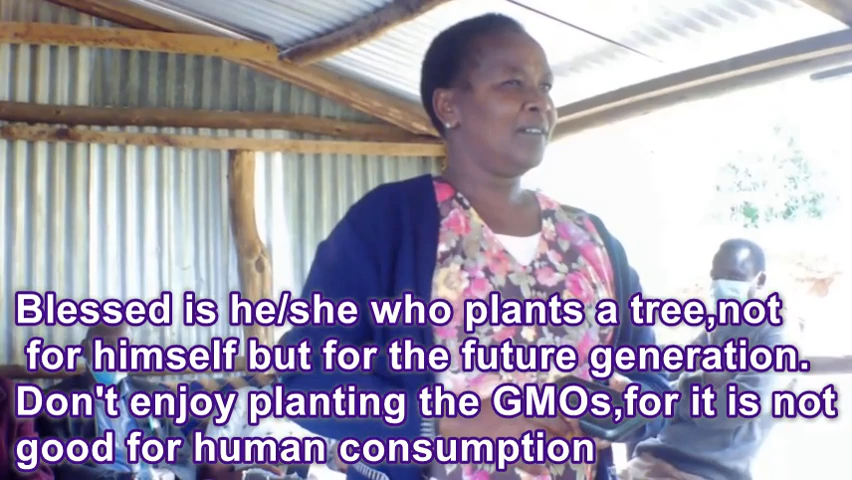 Blessed is he/she who plants a tree,not
for himself but for the future generation.
Don't enjoy planting the GMOs,for it is not
good for human consumption